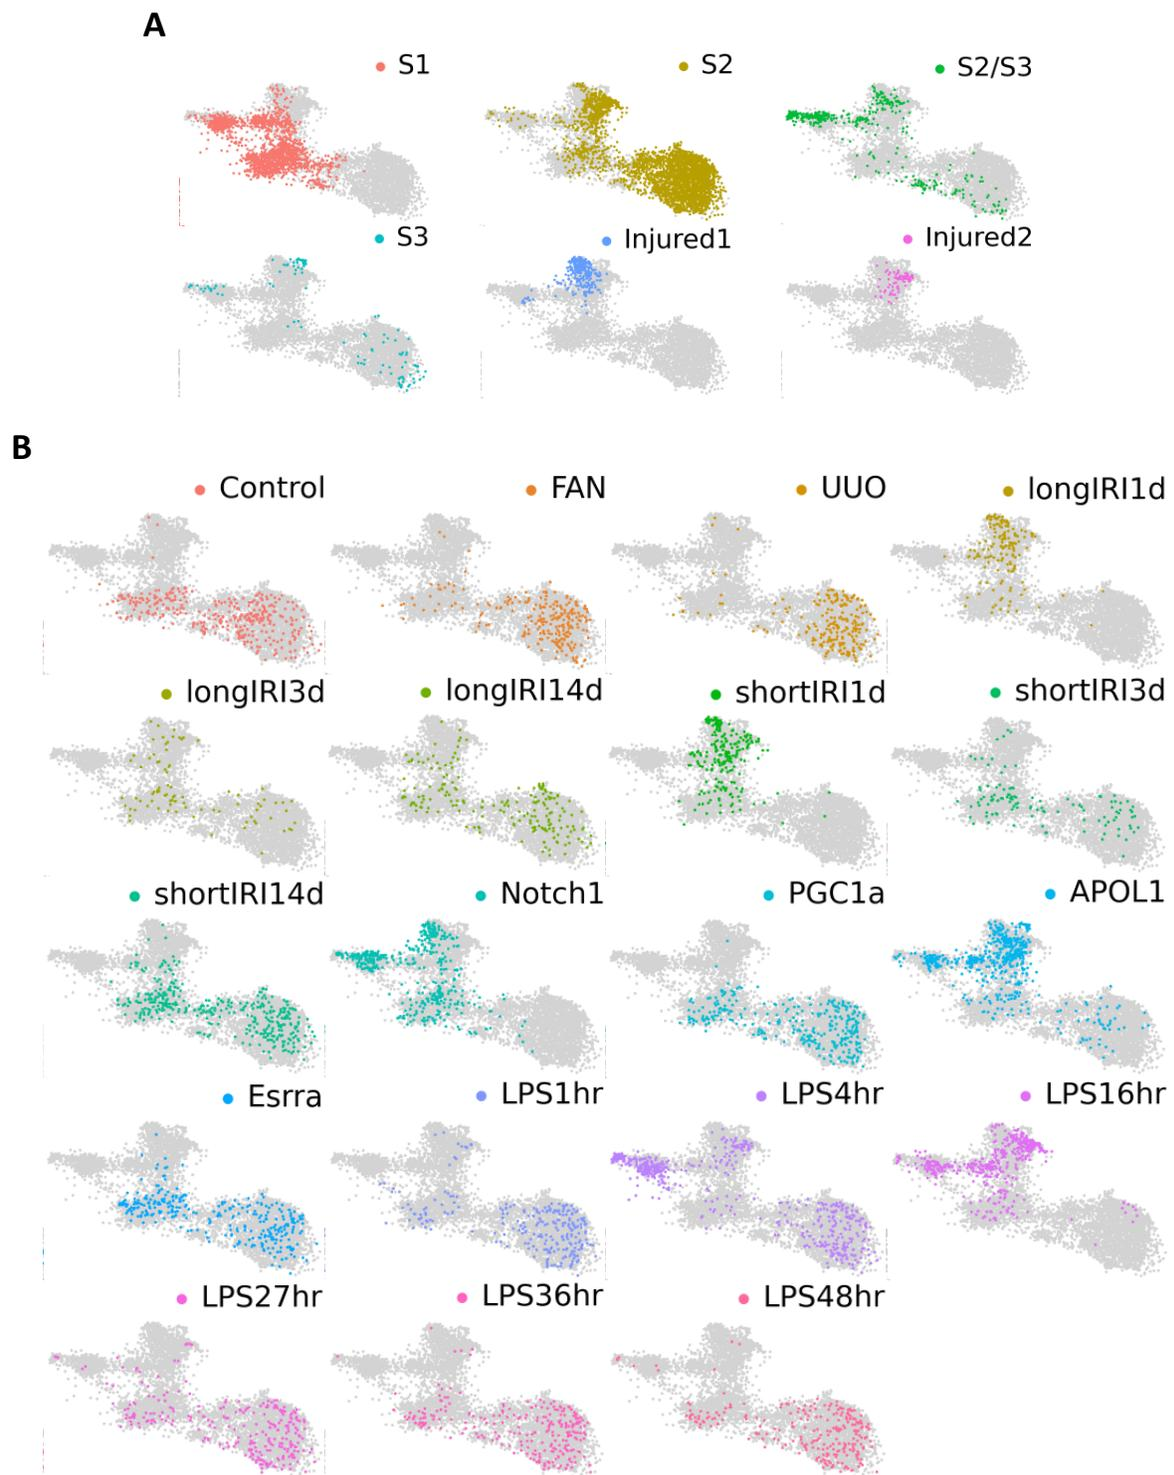 A
S1 S2 S2/S3
S3 Injured1 Injured2
B
Control FAN UUO longIRI1d
longIRI3d longIRI14d shortIRI1d shortIRI3d
shortIRI14d Notch1 PGC1a APOL1
Esrra LPS1hr LPS4hr LPS16hr
LPS27hr LPS36hr LPS48hr